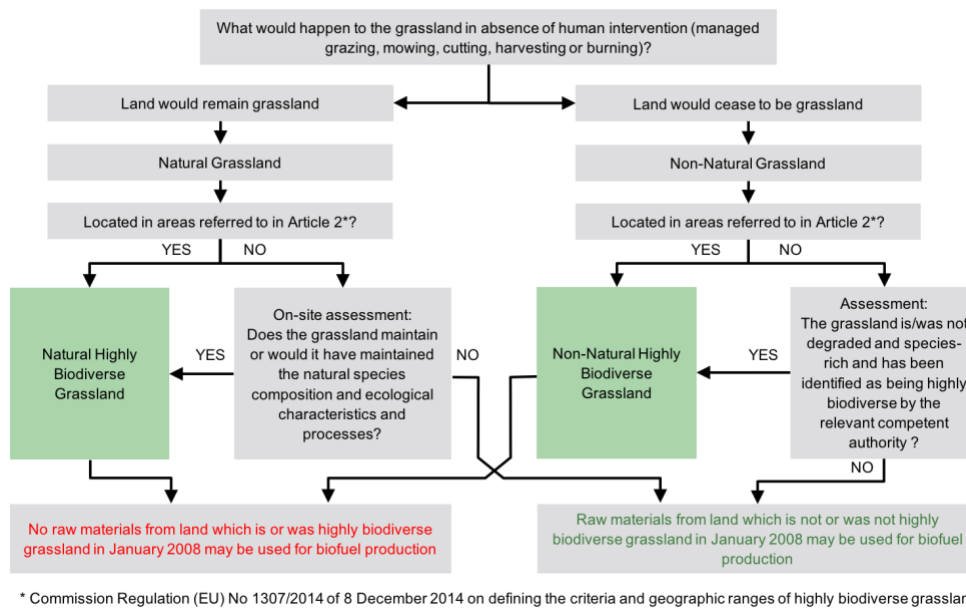 What would happen to the grassland in absence of human intervention (managed
grazing, mowing, cutting, harvesting or burning)?
Land would remain grassland
Land would cease to be grassland
Natural Grassland
Non-Natural Grassland
Located in areas referred to in Article 2*?
Located in areas referred to in Article 2*?
YES
NO
YES
NO
Natural Highly
Biodiverse
Grassland
YES
On-site assessment:
Does the grassland maintain
or would it have maintained
the natural species
composition and ecological
characteristics and
processes?
NO
Non-Natural Highly
Biodiverse
Grassland
YES
Assessment:
The grassland is/was not
degraded and species-
rich and has been
identified as being highly
biodiverse by the
relevant competent
authority ?
NO
No raw materials from land which is or was highly biodiverse
grassland in January 2008 may be used for biofuel production
Raw materials from land which is not or was not highly
biodiverse grassland in January 2008 may be used for biofuel
production
* Commission Regulation (EU) No 1307/2014 of 8 December 2014 on defining the criteria and geographic ranges of highly biodiverse